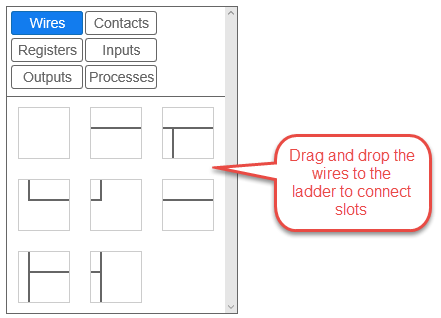 Wires Contacts
Registers Inputs
Outputs Processes
Drag and drop the
wires to the
ladder to connect
slots